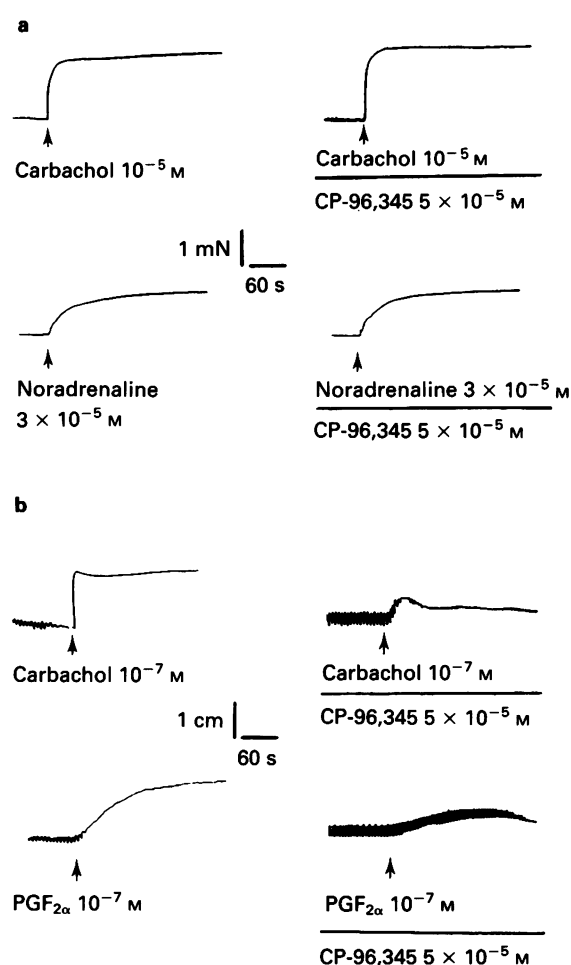 a
Carbachol 10⁻⁵ M
Carbachol 10⁻⁵ M
CP-96,345 5 × 10⁻⁵ M
1 mN
60 s
Noradrenaline
3 × 10⁻⁵ M
Noradrenaline 3 × 10⁻⁵ M
CP-96,345 5 × 10⁻⁵ M
b
Carbachol 10⁻⁷ M
Carbachol 10⁻⁷ M
CP-96,345 5 × 10⁻⁵ M
1 cm
60 s
PGF₂α 10⁻⁷ M
PGF₂α 10⁻⁷ M
CP-96,345 5 × 10⁻⁵ M